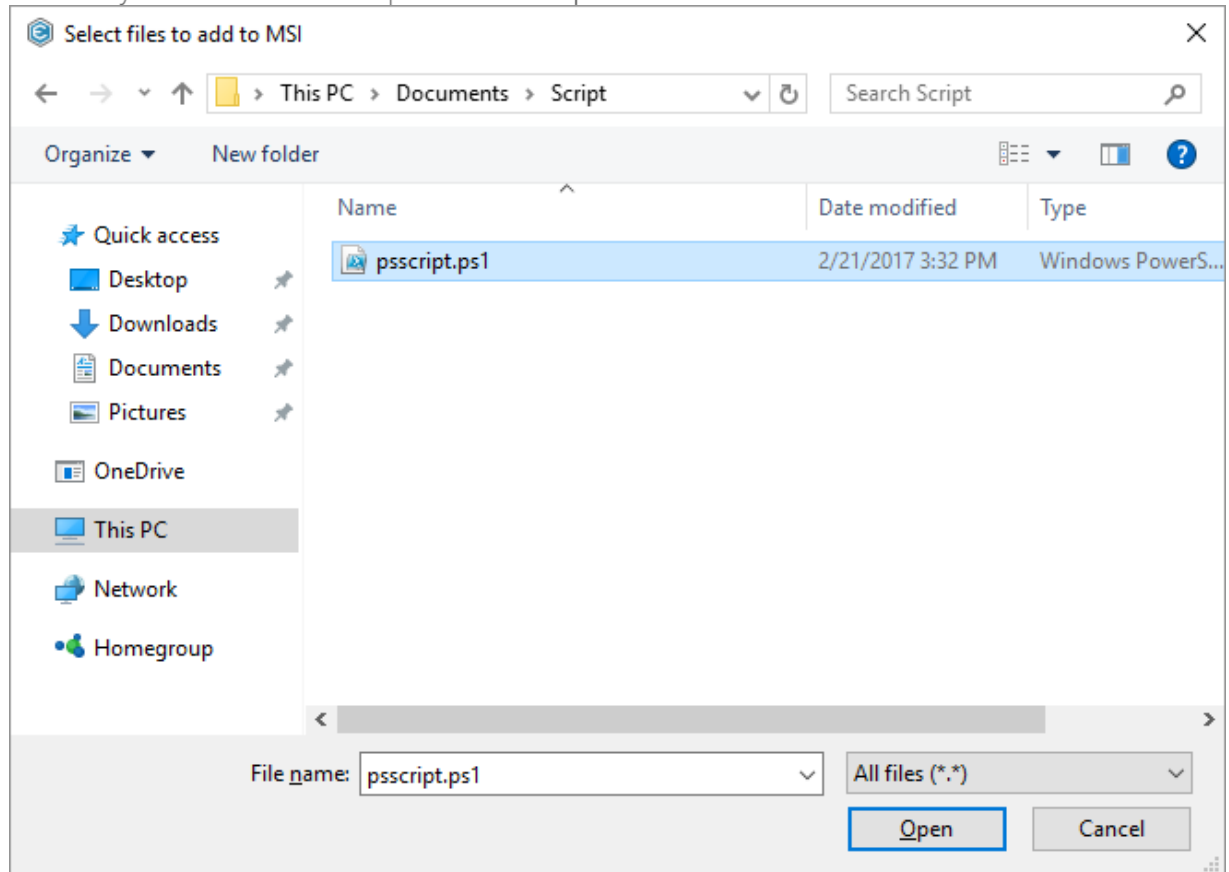 Select files to add to MSI
This PC > Documents > Script
Search Script
Organize
New folder
Name
Date modified
Type
Quick access
psscript.ps1
2/21/2017 3:32 PM
Windows PowerS...
Desktop
Downloads
Documents
Pictures
OneDrive
This PC
Network
Homegroup
File name:
psscript.ps1
All files (*.*)
Open
Cancel